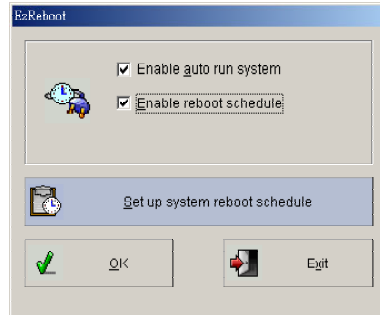 EzReboot
Enable auto run system
Enable reboot schedule
Set up system reboot schedule
OK
Exit